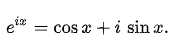 e^{ix} = cos x + i sin x.